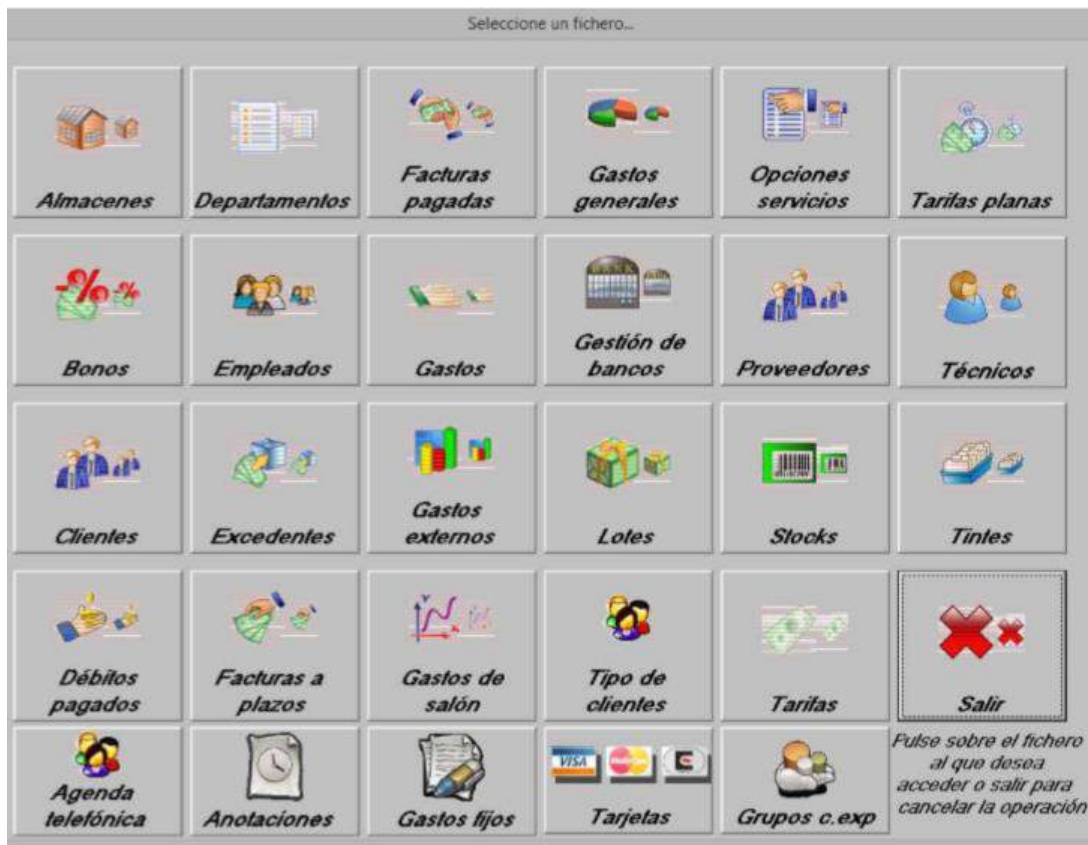 Seleccione un fichero...
Almacenes
Departamentos
Facturas
pagadas
Gastos
generales
Opciones
servicios
Tarifas planas
Bonos
Empleados
Gastos
Gestión de
bancos
Proveedores
Técnicos
Clientes
Excedentes
Gastos
externos
Lotes
Stocks
Tintes
Débitos
pagados
Facturas a
plazos
Gastos de
salón
Tipo de
clientes
Tarifas
Salir
Agenda
telefónica
Anotaciones
Gastos fijos
VISA
Tarjetas
Grupos c.exp
Pulse sobre el fichero
al que desea
acceder o salir para
cancelar la operación